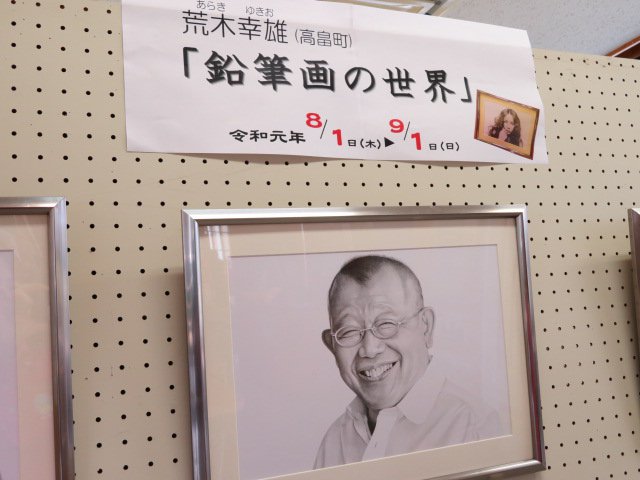 あらき ゆきお
荒木幸雄(高畠町)
「鉛筆画の世界」
令和元年 8/1日(木)▶9/1日(日)